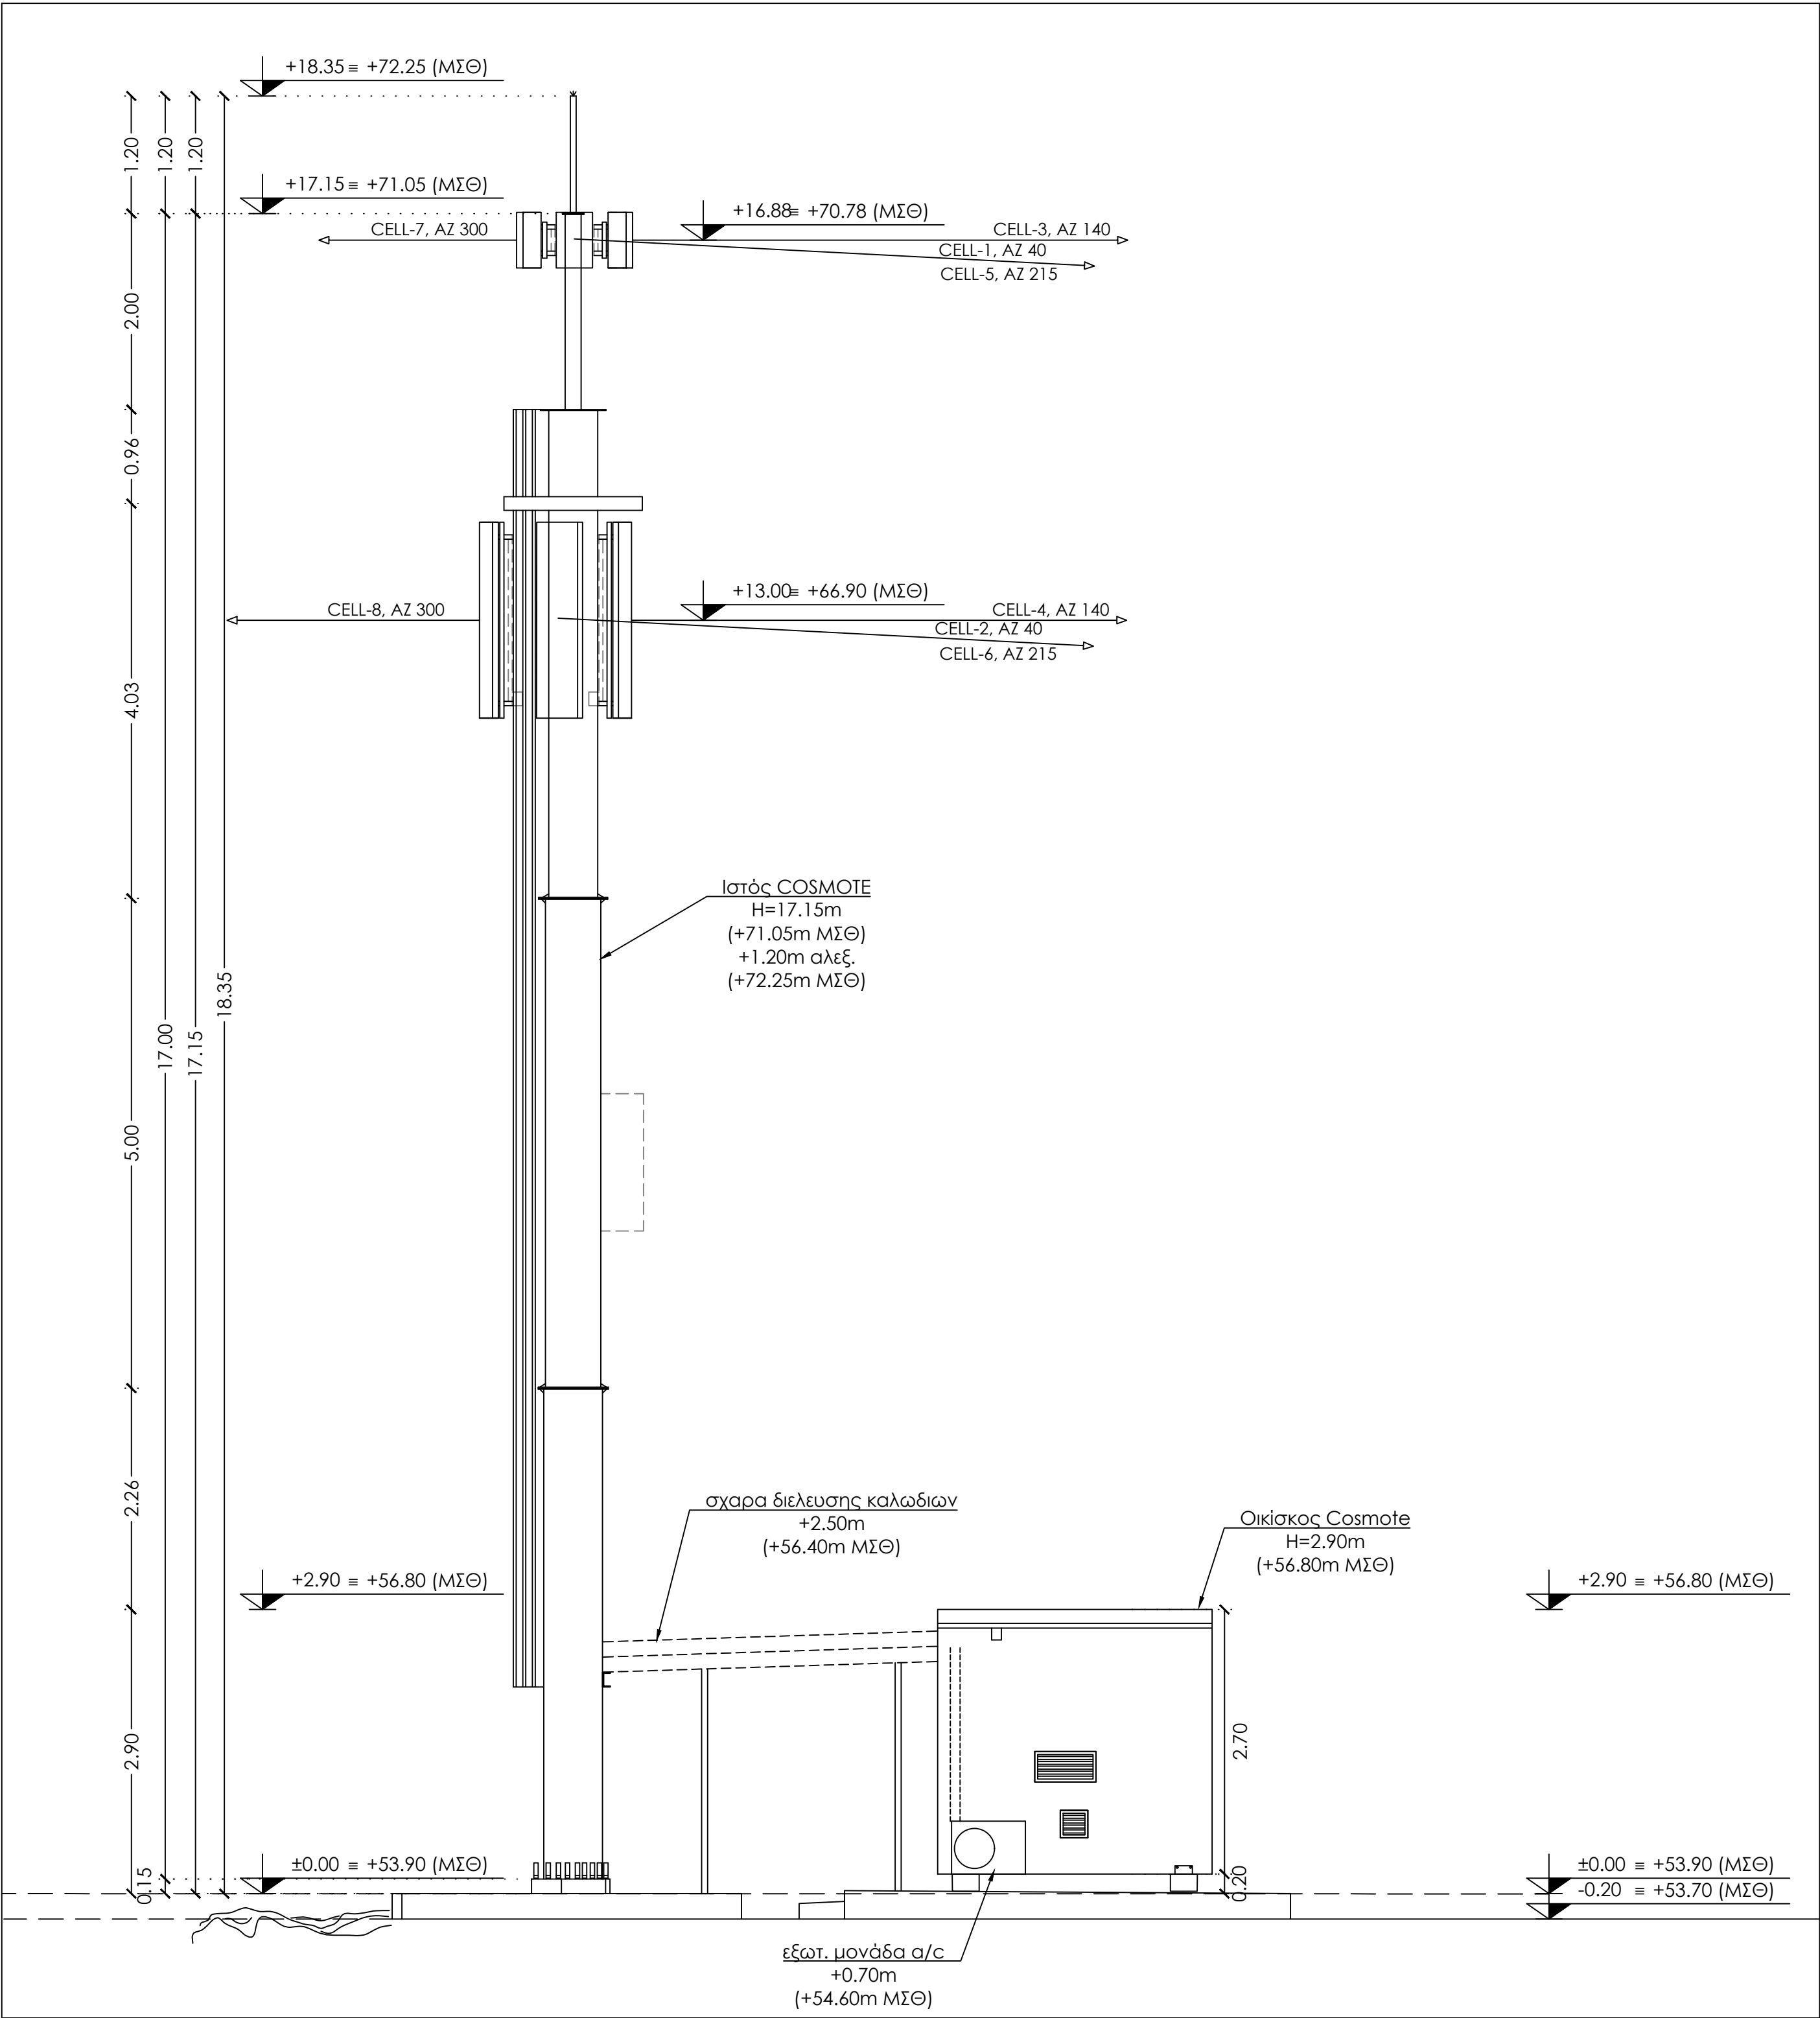 +18.35≡ +72.25 (ΜΣΘ)
1.20
1.20
1.20
+17.15≡ +71.05 (ΜΣΘ)
+16.88≡ +70.78 (ΜΣΘ)
CELL-7, AZ 300
CELL-3, AZ 140
CELL-1, AZ 40
CELL-5, AZ 215
2.00
0.96
+13.00≡ +66.90 (ΜΣΘ)
CELL-8, AZ 300
CELL-4, AZ 140
CELL-2, AZ 40
CELL-6, AZ 215
4.03
Ιστός COSMOTE
H=17.15m
(+71.05m ΜΣΘ)
+1.20m αλεξ.
(+72.25m ΜΣΘ)
18.35
17.00
17.15
5.00
2.26
σχαρα διελευσης καλωδιων
+2.50m
(+56.40m ΜΣΘ)
Οικίσκος Cosmote
H=2.90m
(+56.80m ΜΣΘ)
+2.90 ≡ +56.80 (ΜΣΘ)
+2.90 ≡ +56.80 (ΜΣΘ)
2.90
2.70
±0.00 ≡ +53.90 (ΜΣΘ)
0.15
0.20
±0.00 ≡ +53.90 (ΜΣΘ)
-0.20 ≡ +53.70 (ΜΣΘ)
εξωτ. μονάδα a/c
+0.70m
(+54.60m ΜΣΘ)